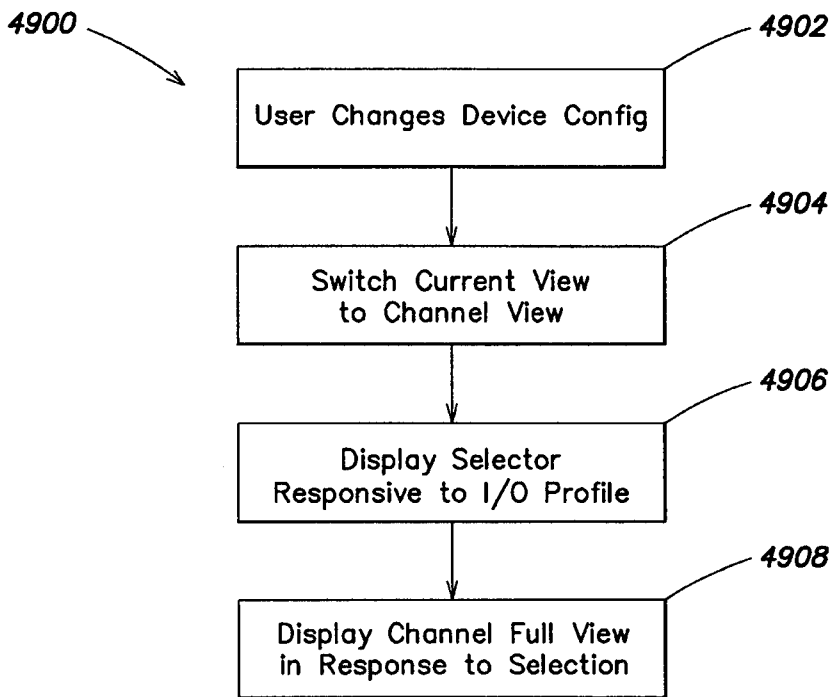 4900
4902
User Changes Device Config
4904
Switch Current View
to Channel View
4906
Display Selector
Responsive to I/O Profile
4908
Display Channel Full View
in Response to Selection